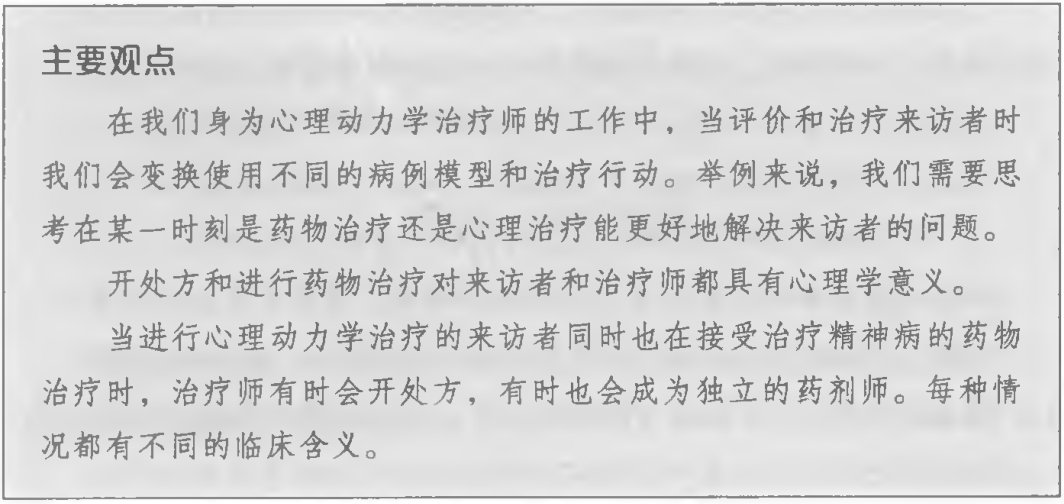 主要观点
在我们身为心理动力学治疗师的工作中，当评价和治疗来访者时
我们会变换使用不同的病例模型和治疗行动。举例来说，我们需要思
考在某一时刻是药物治疗还是心理治疗能更好地解决来访者的问题。
开处方和进行药物治疗对来访者和治疗师都具有心理学意义。
当进行心理动力学治疗的来访者同时也在接受治疗精神病的药物
治疗时，治疗师有时会开处方，有时也会成为独立的药剂师。每种情
况都有不同的临床含义。